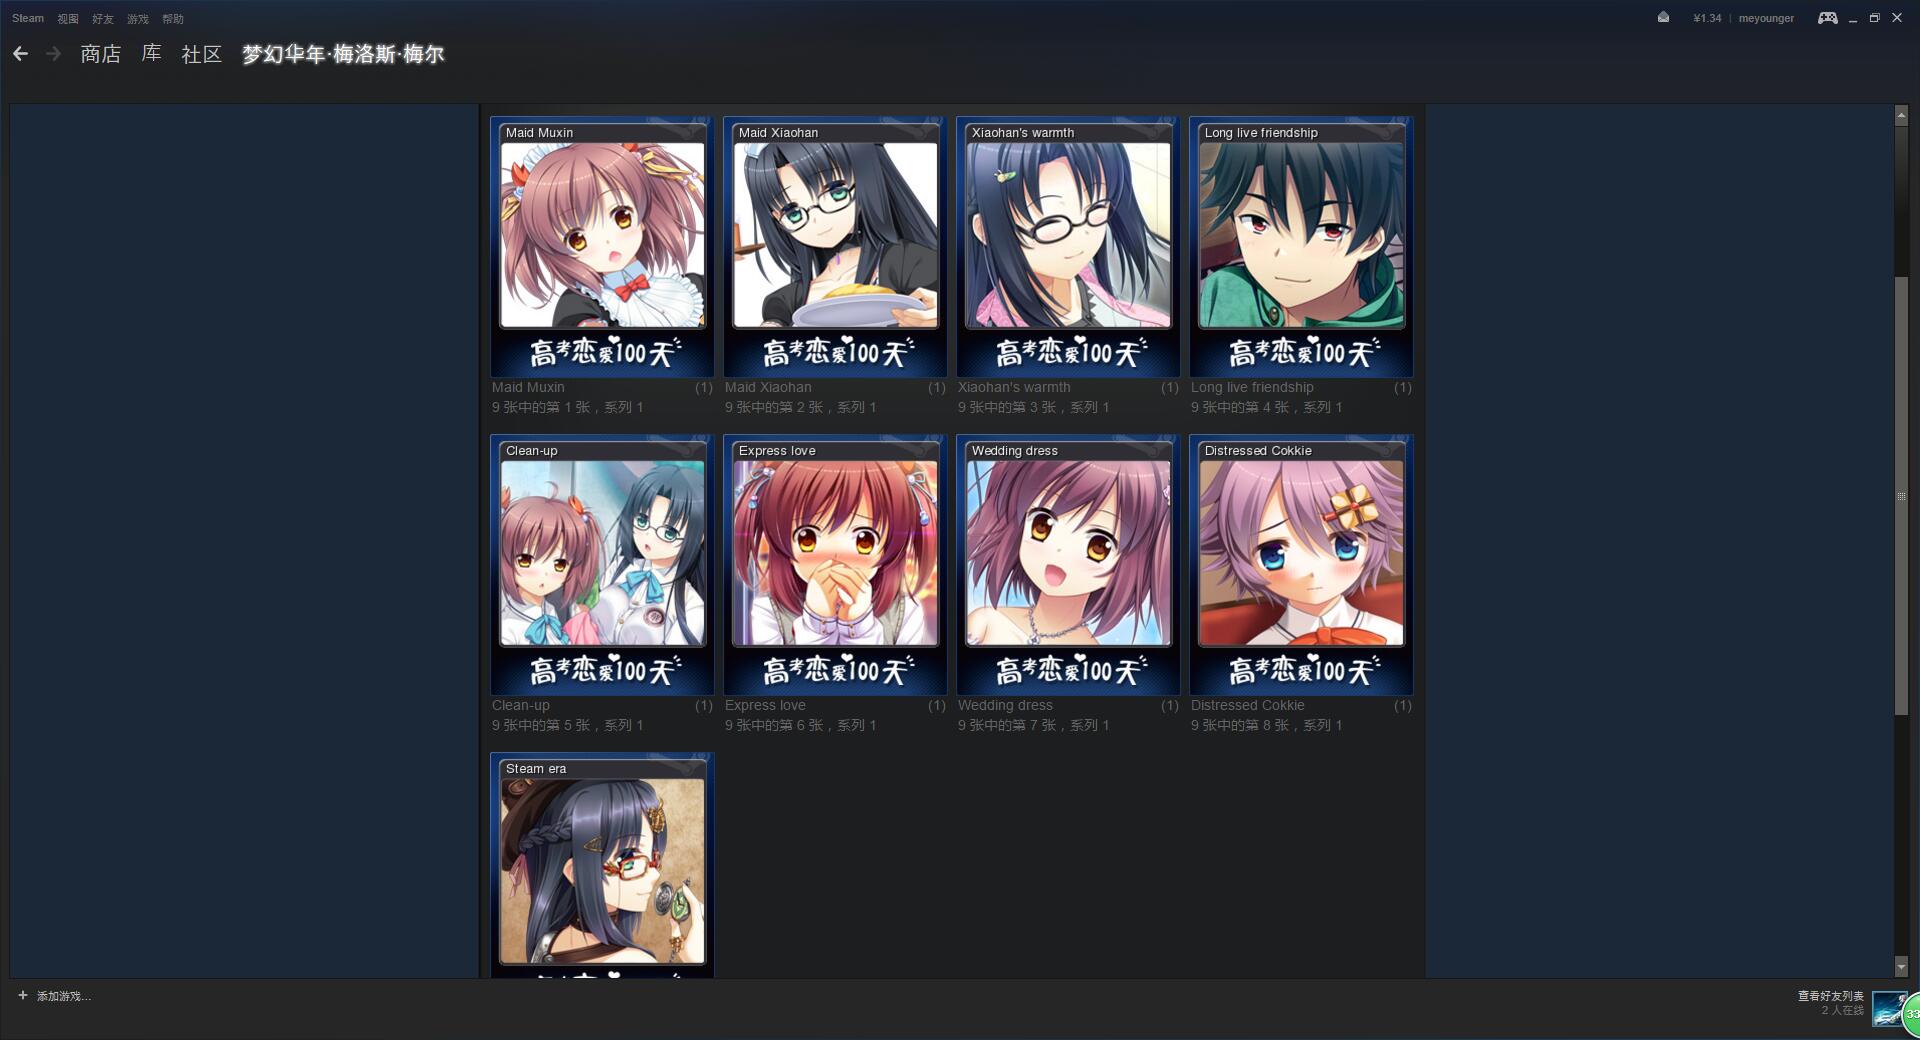 Steam 视图 好友 游戏 帮助
¥1.34 | meyounger
商店 库 社区 梦幻华年·梅洛斯·梅尔
Maid Muxin Maid Xiaohan Xiaohan's warmth Long live friendship
高考恋爱100天 高考恋爱100天 高考恋爱100天 高考恋爱100天
Maid Muxin (1) Maid Xiaohan (1) Xiaohan's warmth (1) Long live friendship (1)
9 张中的第 1 张，系列 1 9 张中的第 2 张，系列 1 9 张中的第 3 张，系列 1 9 张中的第 4 张，系列 1
Clean-up Express love Wedding dress Distressed Cokkie
高考恋爱100天 高考恋爱100天 高考恋爱100天 高考恋爱100天
Clean-up (1) Express love (1) Wedding dress (1) Distressed Cokkie (1)
9 张中的第 5 张，系列 1 9 张中的第 6 张，系列 1 9 张中的第 7 张，系列 1 9 张中的第 8 张，系列 1
Steam era
+ 添加游戏...
查看好友列表
2 人在线
33